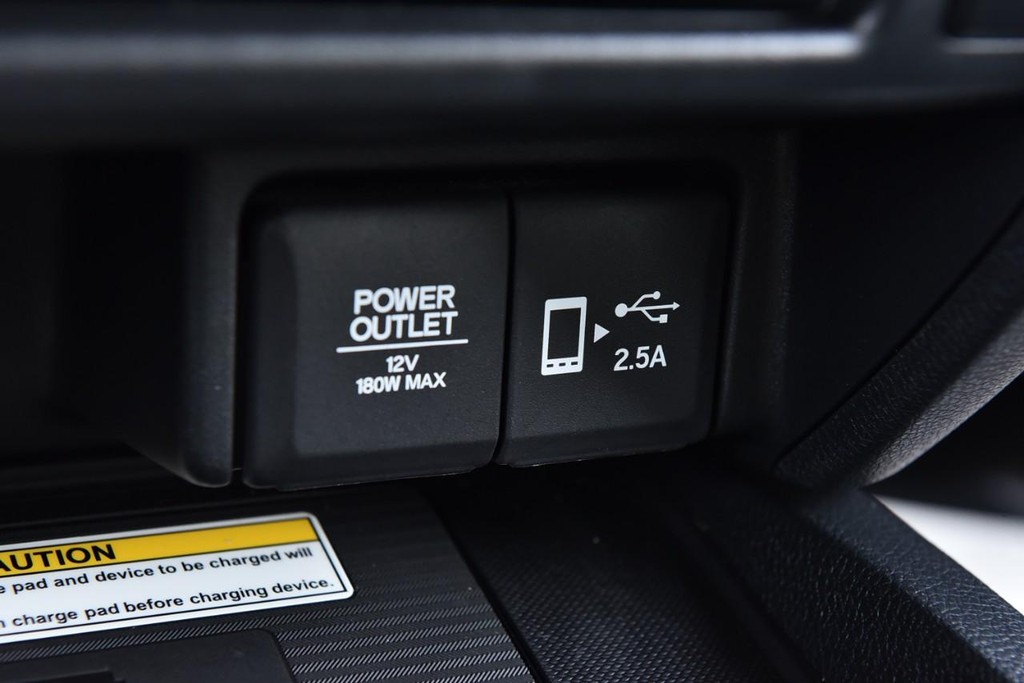 POWER
OUTLET
12V
180W MAX
2.5A
AUTION
pad and device to be charged will
charge pad before charging device.